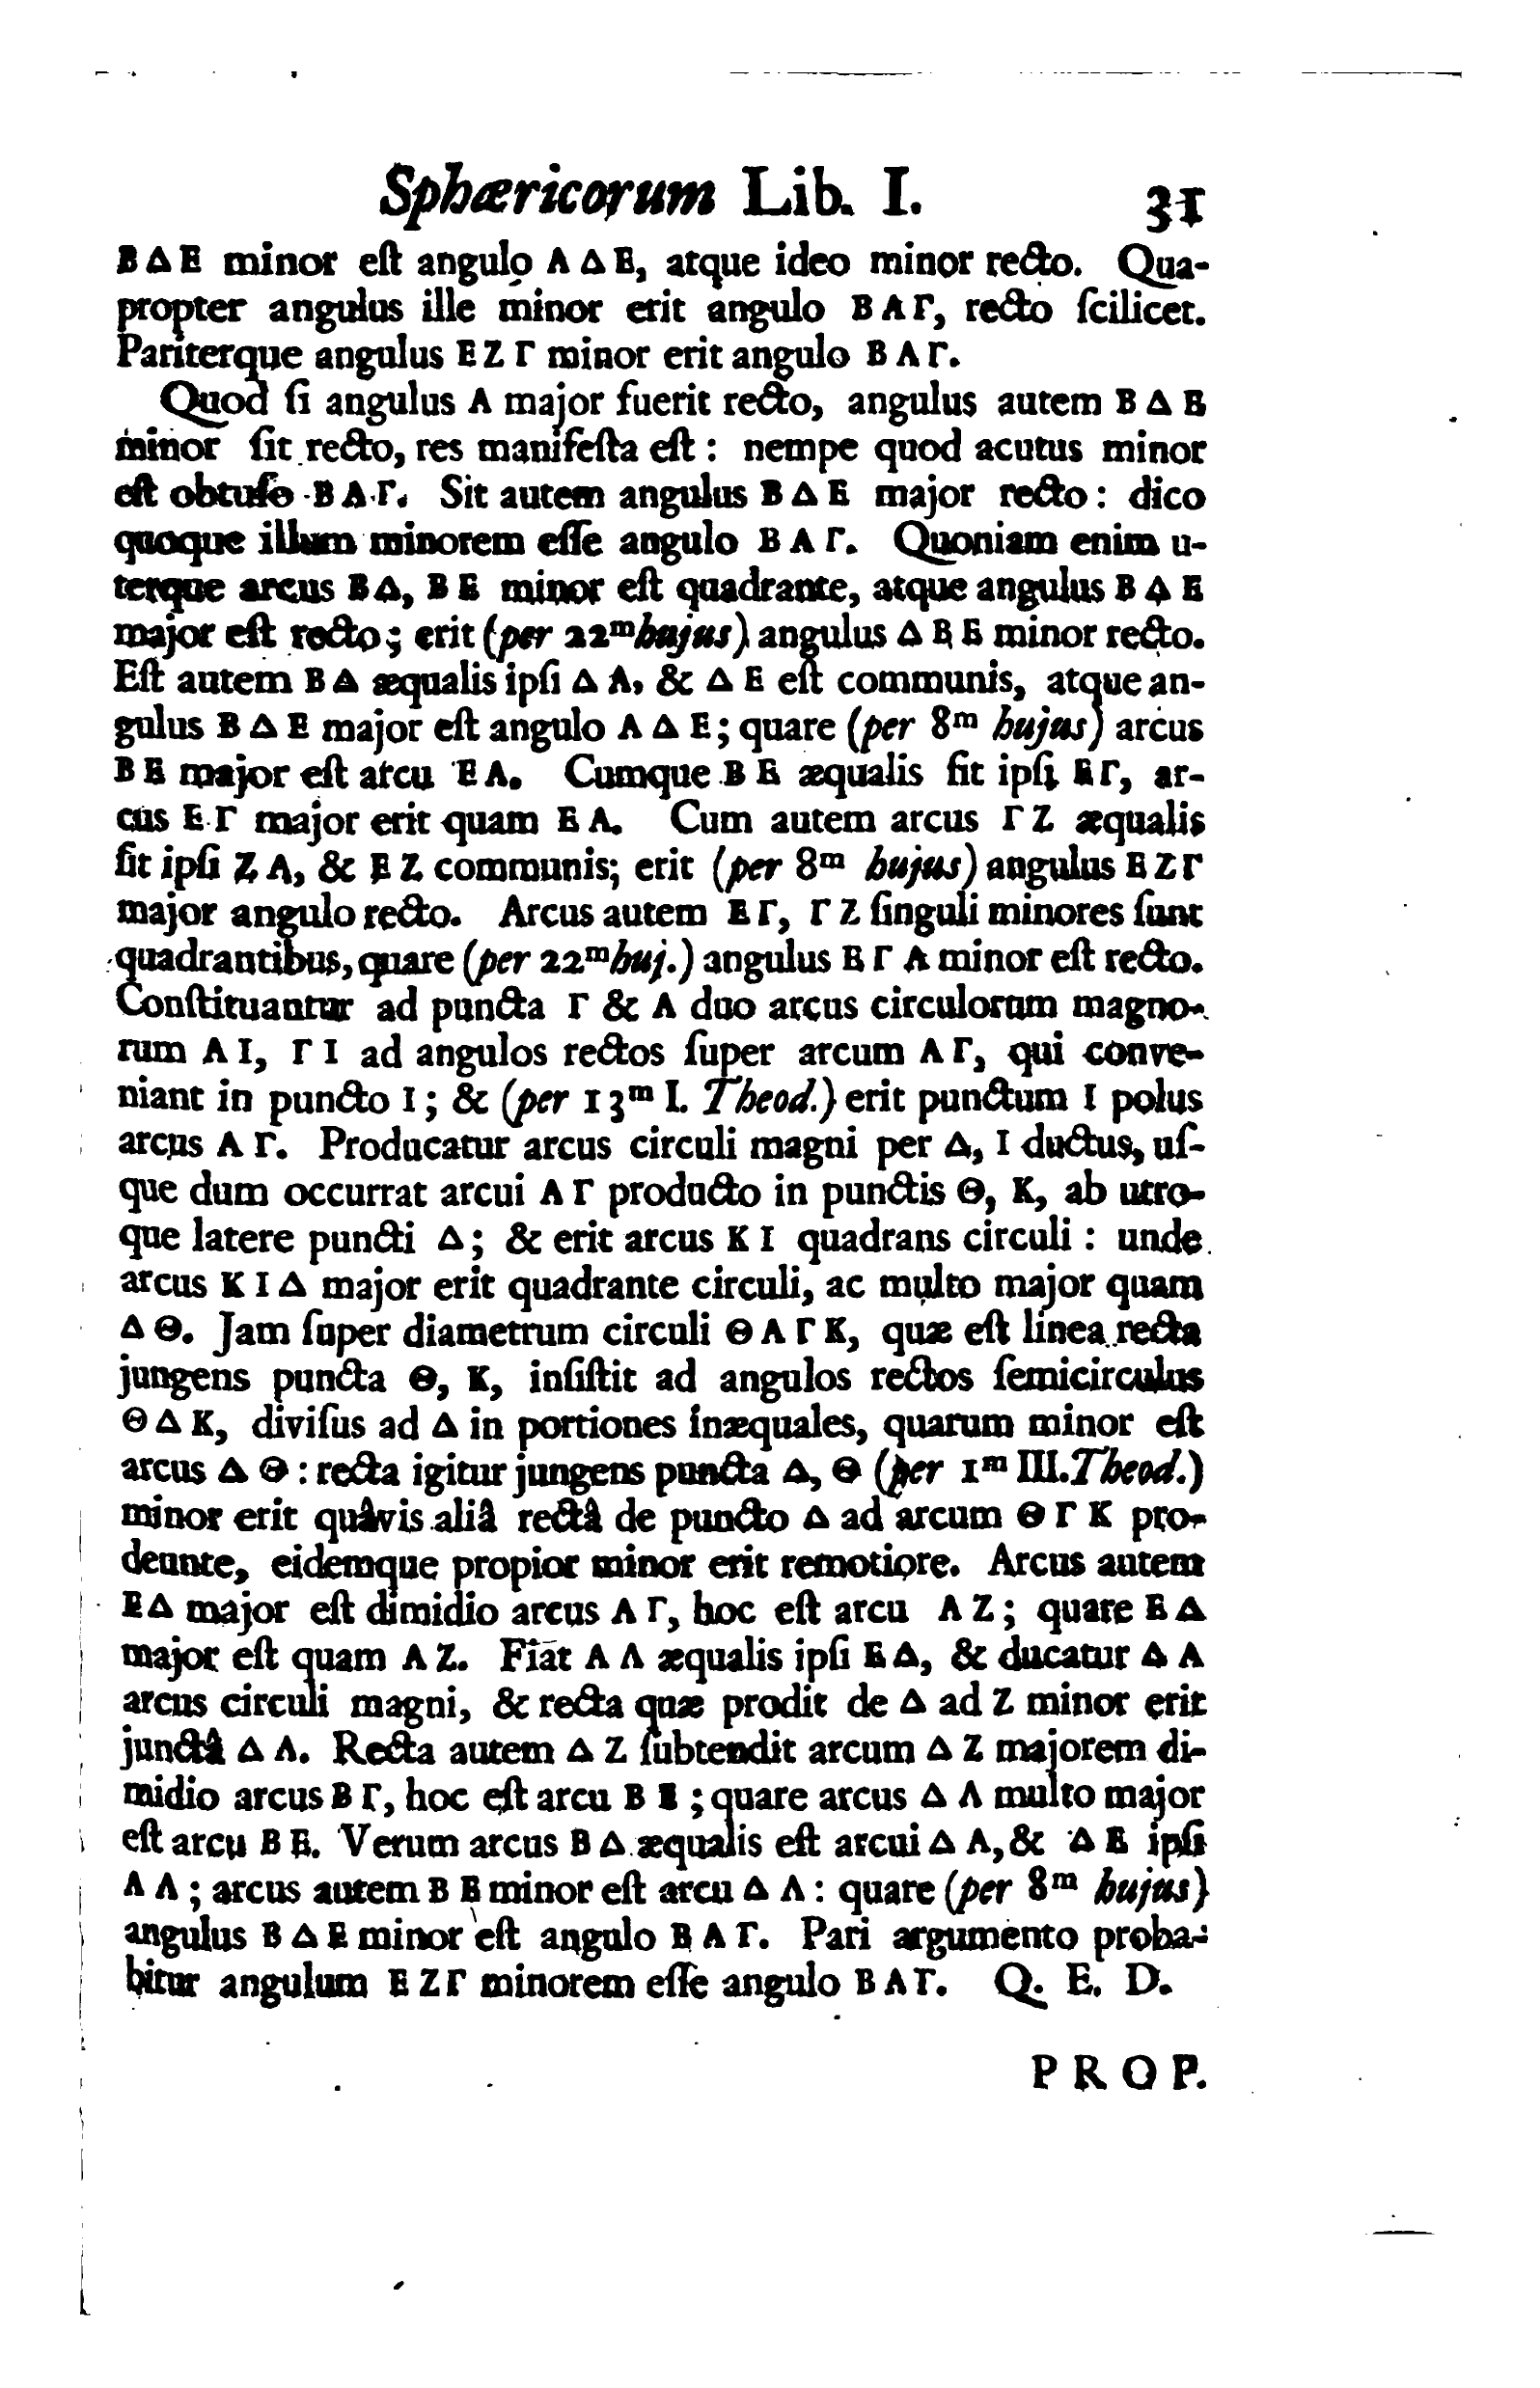 Sphæricorum Lib. I. 31
Β Δ Ε minor eſt angulo Α Δ Ε, atque ideo minor recto. Qua-
propter angulus ille minor erit angulo Β Α Γ, recto ſcilicet.
Pariterque angulus Ε Ζ Γ minor erit angulo Β Α Γ.
Quod ſi angulus Α major fuerit recto, angulus autem Β Δ Ε
minor ſit recto, res manifeſta eſt : nempe quod acutus minor
eſt obtuſo Β Α Γ. Sit autem angulus Β Δ Ε major recto : dico
quoque illum minorem eſſe angulo Β Α Γ. Quoniam enim u-
terque arcus Β Δ, Β Ε minor eſt quadrante, atque angulus Β Δ Ε
major eſt recto ; erit (per 22ᵐ hujus) angulus Δ Β Ε minor recto.
Eſt autem Β Δ æqualis ipſi Δ Α, & Δ Ε eſt communis, atque an-
gulus Β Δ Ε major eſt angulo Α Δ Ε ; quare (per 8ᵐ hujus) arcus
Β Ε major eſt arcu Ε Α. Cumque Β Ε æqualis ſit ipſi Ε Γ, ar-
cus Ε Γ major erit quam Ε Α. Cum autem arcus Γ Ζ æqualis
ſit ipſi Ζ Α, & Ε Ζ communis; erit (per 8ᵐ hujus) angulus Ε Ζ Γ
major angulo recto. Arcus autem Ε Γ, Γ Ζ ſinguli minores ſunt
quadrantibus, quare (per 22ᵐ huj.) angulus Ε Γ Α minor eſt recto.
Conſtituantur ad puncta Γ & Α duo arcus circulorum magno-
rum Α Ι, Γ Ι ad angulos rectos ſuper arcum Α Γ, qui conve-
niant in puncto Ι ; & (per 13ᵐ I. Theod.) erit punctum Ι polus
arcus Α Γ. Producatur arcus circuli magni per Δ, Ι ductus, uſ-
que dum occurrat arcui Α Γ producto in punctis Θ, Κ, ab utro-
que latere puncti Δ ; & erit arcus Κ Ι quadrans circuli : unde
arcus Κ Ι Δ major erit quadrante circuli, ac multo major quam
Δ Θ. Jam ſuper diametrum circuli Θ Α Γ Κ, quæ eſt linea recta
jungens puncta Θ, Κ, inſiſtit ad angulos rectos ſemicirculus
Θ Δ Κ, diviſus ad Δ in portiones inæquales, quarum minor eſt
arcus Δ Θ : recta igitur jungens puncta Δ, Θ (per 1ᵐ III. Theod.)
minor erit quâvis aliâ rectâ de puncto Δ ad arcum Θ Γ Κ pro-
deunte, eidemque propior minor erit remotiore. Arcus autem
Ε Δ major eſt dimidio arcus Α Γ, hoc eſt arcu Α Ζ ; quare Ε Δ
major eſt quam Α Ζ. Fiat Α Λ æqualis ipſi Ε Δ, & ducatur Δ Λ
arcus circuli magni, & recta quæ prodit de Δ ad Ζ minor erit
junctâ Δ Λ. Recta autem Δ Ζ ſubtendit arcum Δ Ζ majorem di-
midio arcus Β Γ, hoc eſt arcu Β Ε ; quare arcus Δ Λ multo major
eſt arcu Β Ε. Verum arcus Β Δ æqualis eſt arcui Δ Α, & Δ Ε ipſi
Α Λ ; arcus autem Β Ε minor eſt arcu Δ Λ : quare (per 8ᵐ hujus)
angulus Β Δ Ε minor eſt angulo Β Α Γ. Pari argumento proba-
bitur angulum Ε Ζ Γ minorem eſſe angulo Β Α Γ. Q. E. D.
PROP.